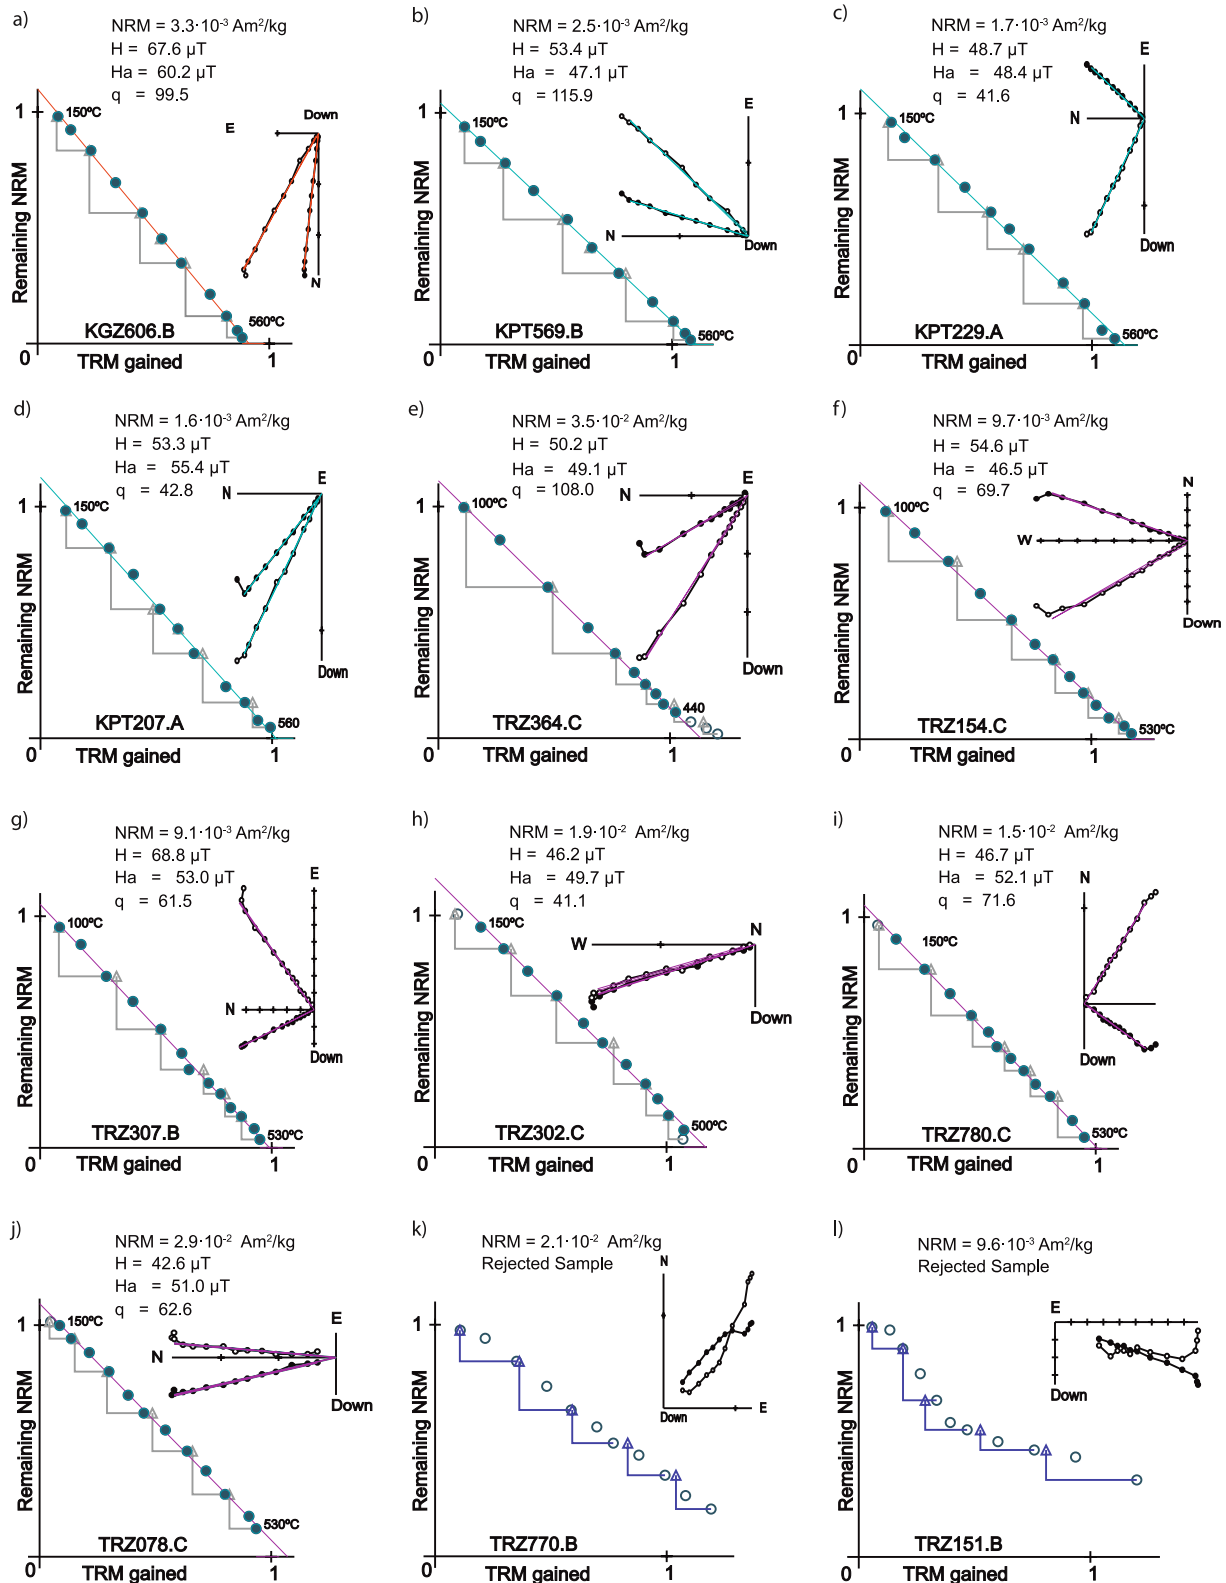 a)
NRM = 3.3·10-3 Am2/kg
H = 67.6 µT
Ha = 60.2 µT
q = 99.5
1
150ºC
E
Down
N
Remaining NRM
560ºC
KGZ606.B
0
TRM gained
1
b)
NRM = 2.5·10-3 Am2/kg
H = 53.4 µT
Ha = 47.1 µT
q = 115.9
1
150ºC
E
N
Down
Remaining NRM
560ºC
KPT569.B
0
TRM gained
1
c)
NRM = 1.7·10-3 Am2/kg
H = 48.7 µT
Ha = 48.4 µT
q = 41.6
1
150ºC
E
N
Down
Remaining NRM
560ºC
KPT229.A
0
TRM gained
1
d)
NRM = 1.6·10-3 Am2/kg
H = 53.3 µT
Ha = 55.4 µT
q = 42.8
1
150ºC
E
N
Down
Remaining NRM
560
KPT207.A
0
TRM gained
1
e)
NRM = 3.5·10-2 Am2/kg
H = 50.2 µT
Ha = 49.1 µT
q = 108.0
1
100ºC
E
N
Down
Remaining NRM
440
TRZ364.C
0
TRM gained
1
f)
NRM = 9.7·10-3 Am2/kg
H = 54.6 µT
Ha = 46.5 µT
q = 69.7
1
100ºC
N
W
Down
Remaining NRM
530ºC
TRZ154.C
0
TRM gained
1
g)
NRM = 9.1·10-3 Am2/kg
H = 68.8 µT
Ha = 53.0 µT
q = 61.5
1
100ºC
E
N
Down
Remaining NRM
530ºC
TRZ307.B
0
TRM gained
1
h)
NRM = 1.9·10-2 Am2/kg
H = 46.2 µT
Ha = 49.7 µT
q = 41.1
1
150ºC
N
W
Down
Remaining NRM
500ºC
TRZ302.C
0
TRM gained
1
i)
NRM = 1.5·10-2 Am2/kg
H = 46.7 µT
Ha = 52.1 µT
q = 71.6
1
150ºC
N
Down
Remaining NRM
530ºC
TRZ780.C
0
TRM gained
1
j)
NRM = 2.9·10-2 Am2/kg
H = 42.6 µT
Ha = 51.0 µT
q = 62.6
1
150ºC
E
N
Down
Remaining NRM
530ºC
TRZ078.C
0
TRM gained
1
k)
NRM = 2.1·10-2 Am2/kg
Rejected Sample
1
N
Down
E
Remaining NRM
TRZ770.B
0
TRM gained
1
l)
NRM = 9.6·10-3 Am2/kg
Rejected Sample
1
E
Down
Remaining NRM
TRZ151.B
0
TRM gained
1